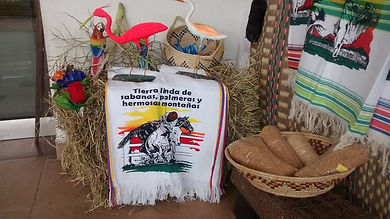 Tierra linda de
sabanas, palmeras y
hermosas montañas